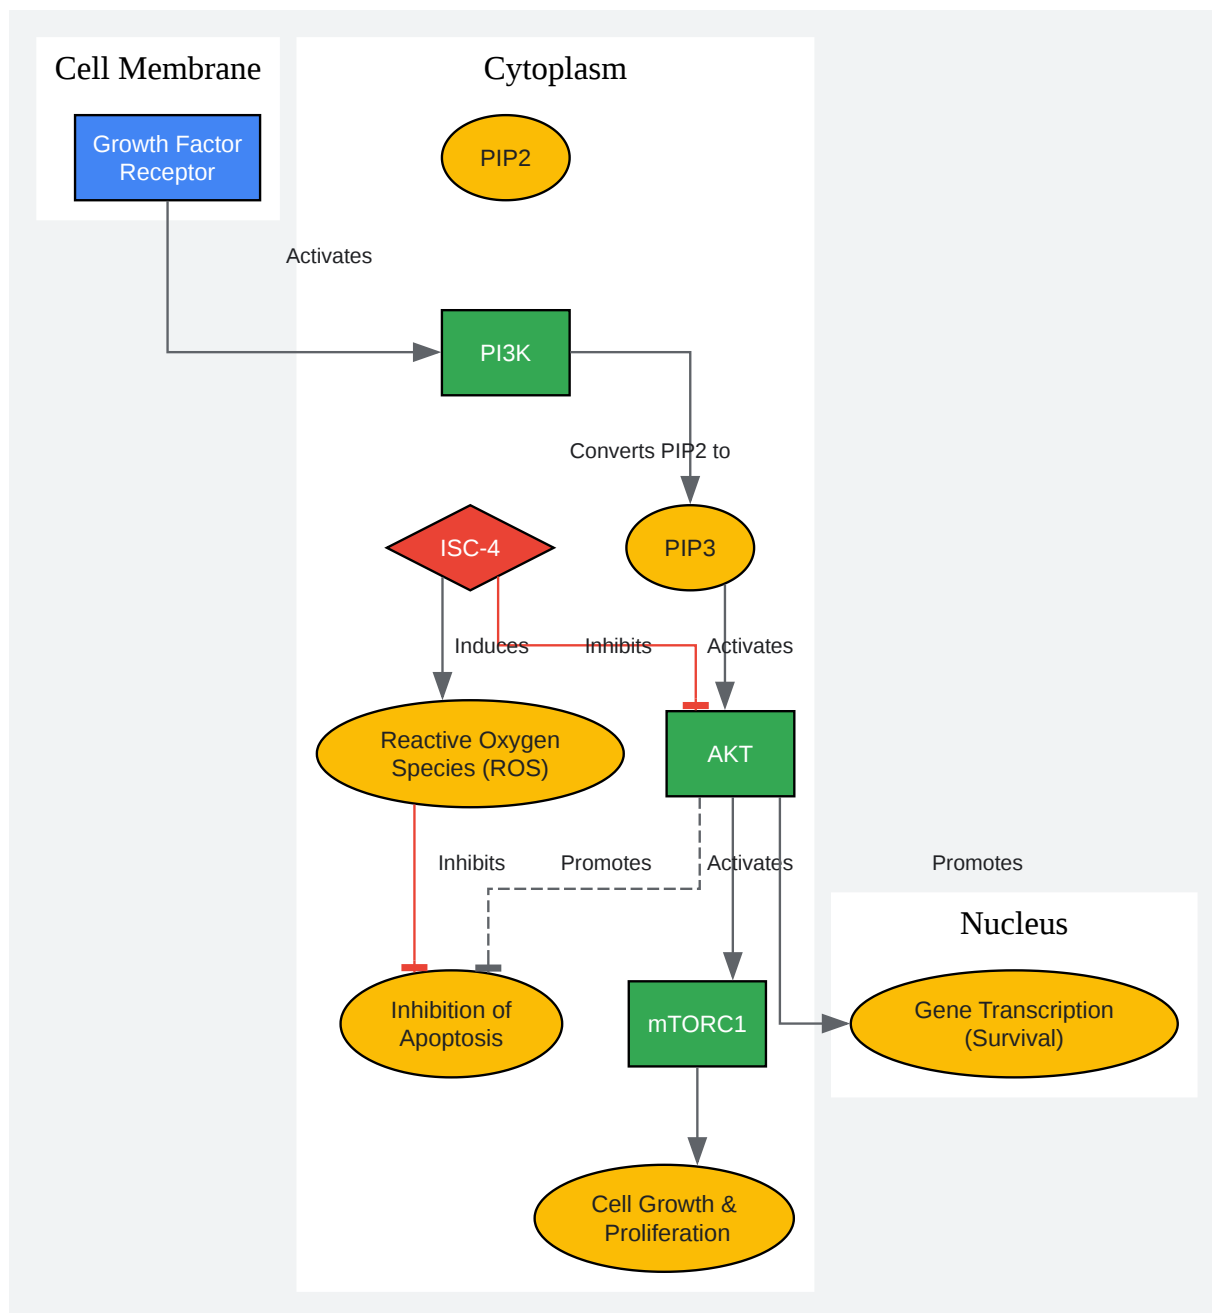 Cell Membrane
Cytoplasm
Growth Factor
Receptor
PIP2
Activates
PI3K
Converts PIP2 to
ISC-4
PIP3
Induces
Inhibits
Activates
Reactive Oxygen
Species (ROS)
AKT
Inhibits
Promotes
Activates
Promotes
Nucleus
Inhibition of
Apoptosis
mTORC1
Gene Transcription
(Survival)
Cell Growth &
Proliferation